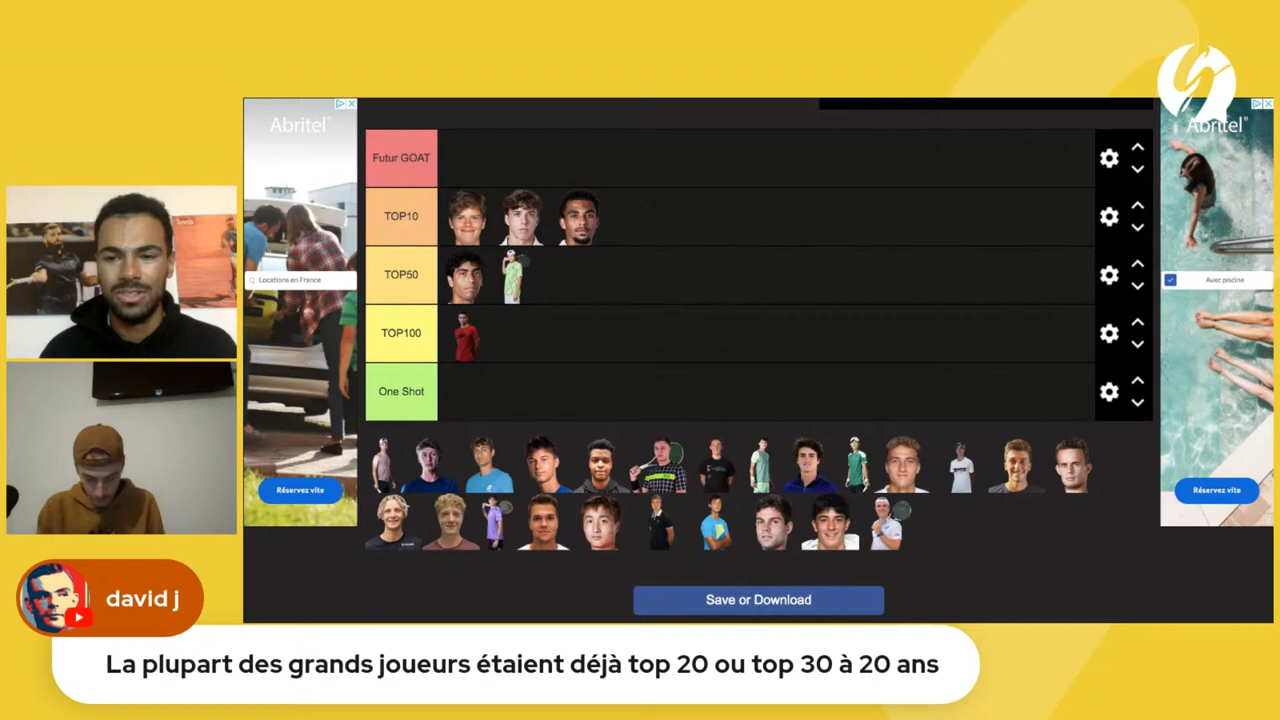 Abritel
Abritel
Futur GOAT
TOP10
TOP50
Locations en France
Avec piscine
TOP100
One Shot
Réservez vite
Réservez vite
Save or Download
david j
La plupart des grands joueurs étaient déjà top 20 ou top 30 à 20 ans